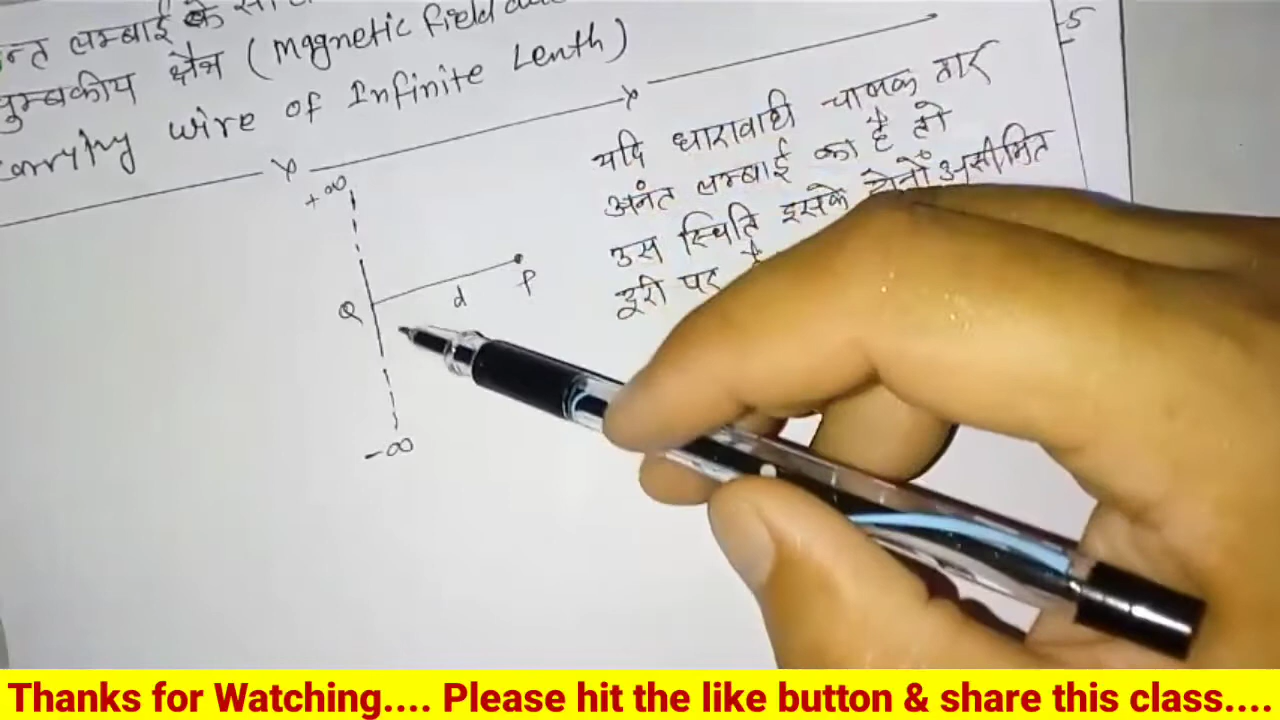 न्त लम्बाई के
चुम्बकीय क्षेत्र (Magnetic field
carrying wire of Infinite Lenth)
5
+∞
Q
d
P
-∞
यदि धारावाही चालक तार
अनंत लम्बाई का है तो
उस स्थिति इसके दोनों असीमित
दूरी पर है
Thanks for Watching.... Please hit the like button & share this class....